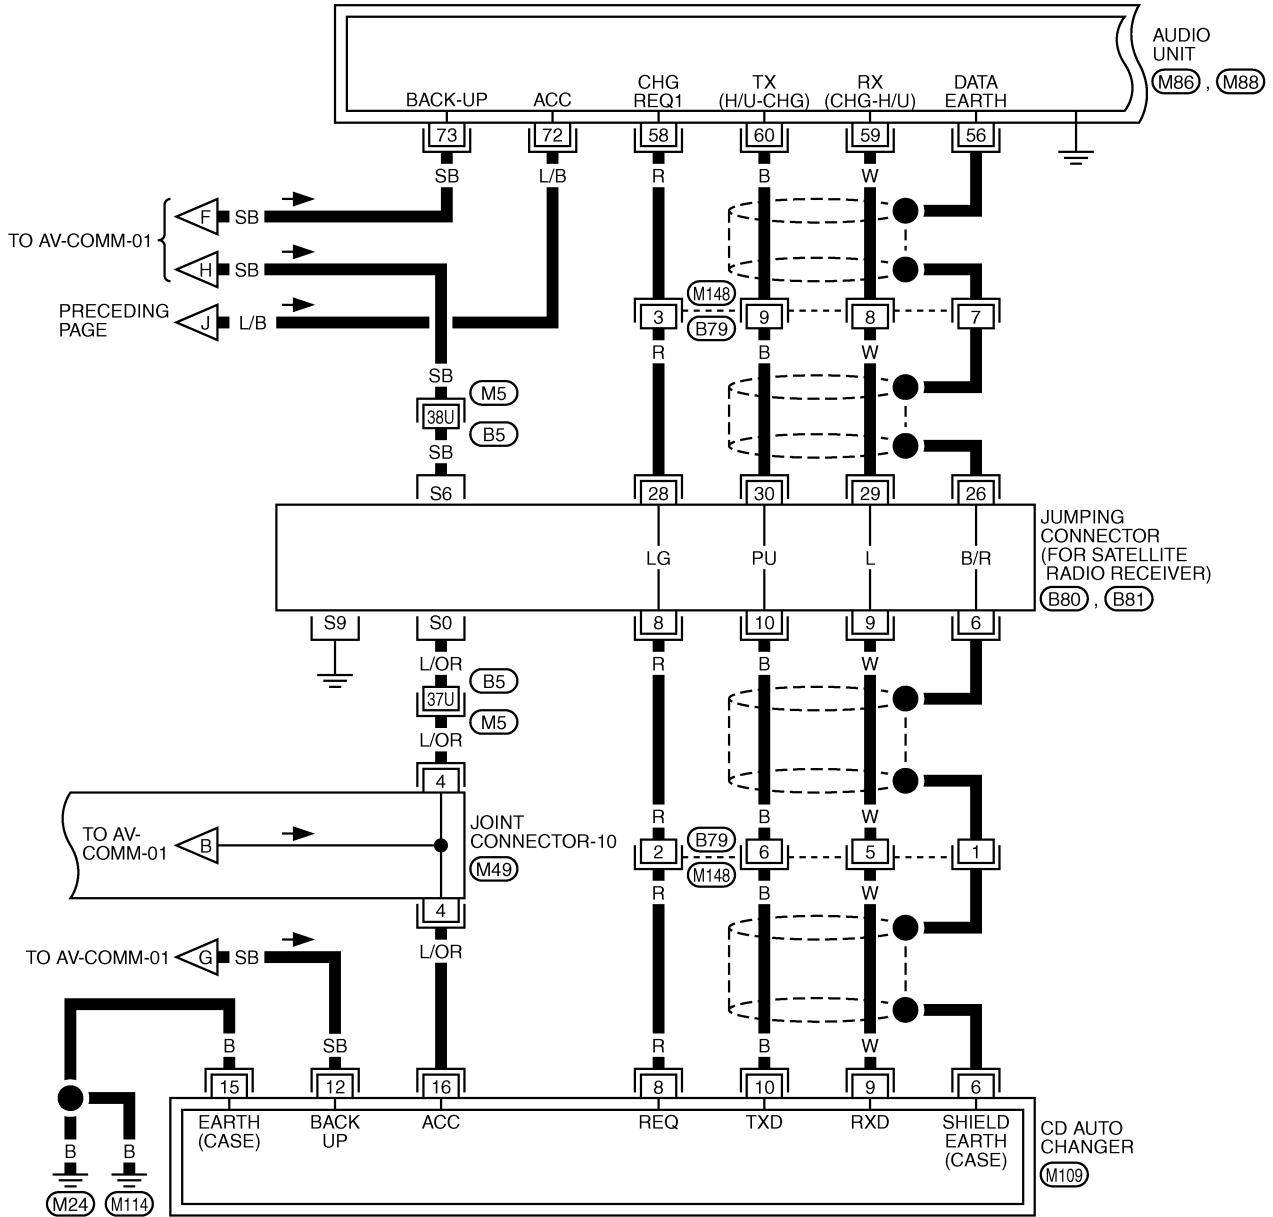 AUDIO
UNIT
M86 , M88
BACK-UP
ACC
CHG
REQ1
TX
(H/U-CHG)
RX
(CHG-H/U)
DATA
EARTH
73
72
58
60
59
56
SB
L/B
R
B
W
TO AV-COMM-01
F
SB
H
SB
PRECEDING
PAGE
J
L/B
M148
3
9
8
7
B79
R
B
W
SB
M5
38U
B5
SB
S6
28
30
29
26
JUMPING
CONNECTOR
(FOR SATELLITE
RADIO RECEIVER)
B80 , B81
LG
PU
L
B/R
S9
S0
8
10
9
6
L/OR
R
B
W
B5
37U
M5
L/OR
4
TO AV-
COMM-01
B
JOINT
CONNECTOR-10
M49
R
B
W
B79
2
6
5
1
M148
R
B
W
4
L/OR
TO AV-COMM-01
G
SB
B
SB
R
B
W
15
12
16
8
10
9
6
EARTH
(CASE)
BACK
UP
ACC
REQ
TXD
RXD
SHIELD
EARTH
(CASE)
CD AUTO
CHANGER
M109
B
B
M24
M114